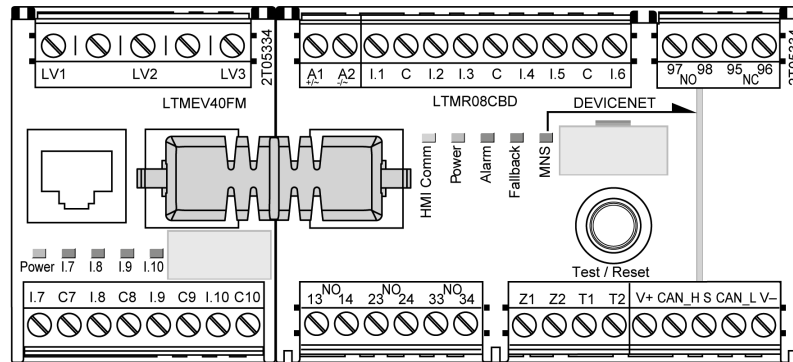 LV1 LV2 LV3
2T05334
LTMEV40FM
A1 A2 I.1 C I.2 I.3 C I.4 I.5 C I.6
+/~ -/~
2T05334
97 98 95 96
NO NC
LTMR08CBD
DEVICENET
HMI Comm
Power
Alarm
Fallback
MNS
Test / Reset
Power I.7 I.8 I.9 I.10
I.7 C7 I.8 C8 I.9 C9 I.10 C10
NO NO NO
13 14 23 24 33 34
Z1 Z2 T1 T2
V+ CAN_H S CAN_L V–